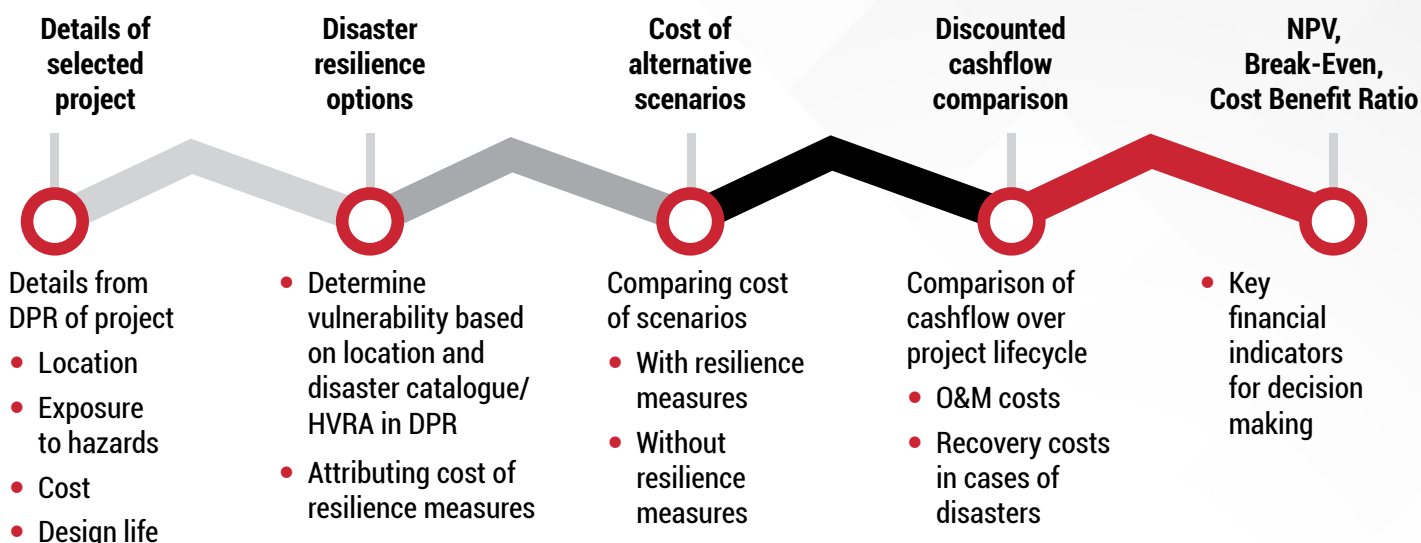 Details of
selected
project
Disaster
resilience
options
Cost of
alternative
scenarios
Discounted
cashflow
comparison
NPV,
Break-Even,
Cost Benefit Ratio
Details from
DPR of project
• Location
• Exposure
to hazards
• Cost
• Design life
• Determine
vulnerability based
on location and
disaster catalogue/
HVRA in DPR
• Attributing cost of
resilience measures
Comparing cost
of scenarios
• With resilience
measures
• Without
resilience
measures
Comparison of
cashflow over
project lifecycle
• O&M costs
• Recovery costs
in cases of
disasters
• Key
financial
indicators
for decision
making